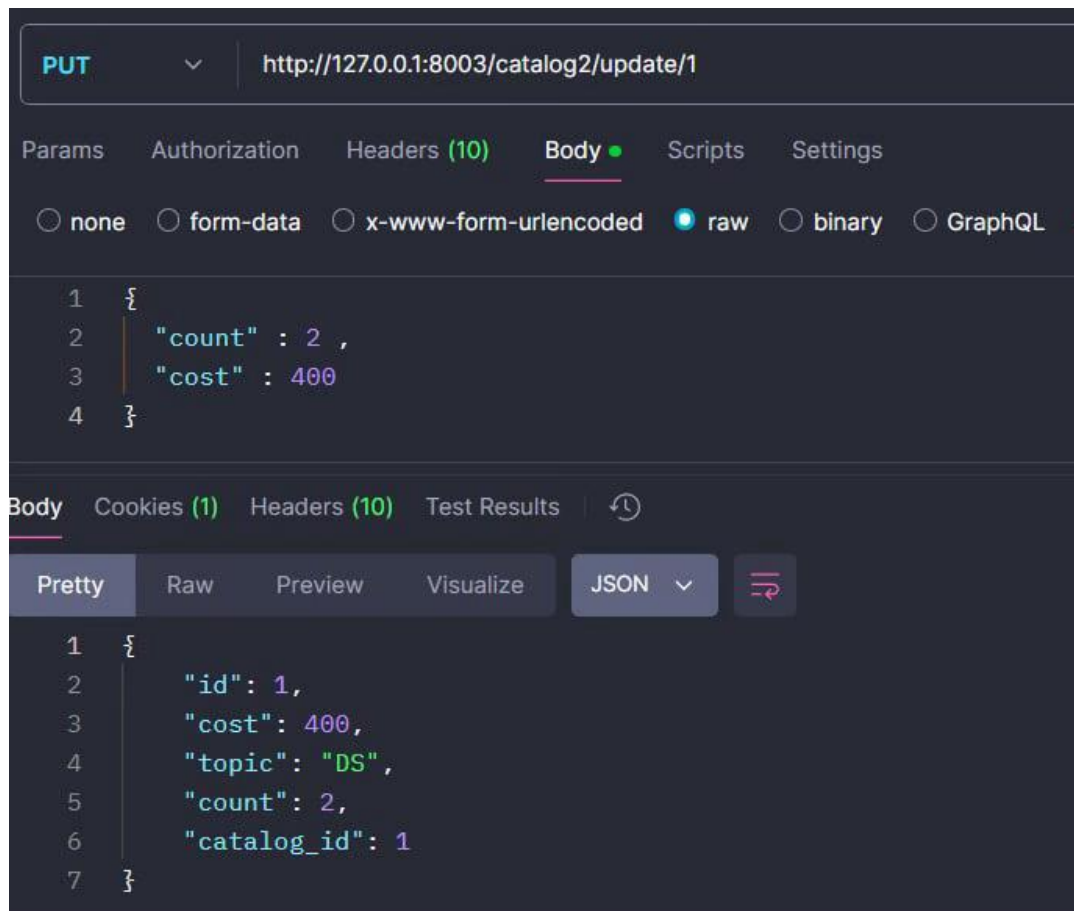 PUT http://127.0.0.1:8003/catalog2/update/1
Params Authorization Headers (10) Body Scripts Settings
none form-data x-www-form-urlencoded raw binary GraphQL
1 {
2 "count" : 2 ,
3 "cost" : 400
4 }
Body Cookies (1) Headers (10) Test Results
Pretty Raw Preview Visualize JSON
1 {
2 "id": 1,
3 "cost": 400,
4 "topic": "DS",
5 "count": 2,
6 "catalog_id": 1
7 }